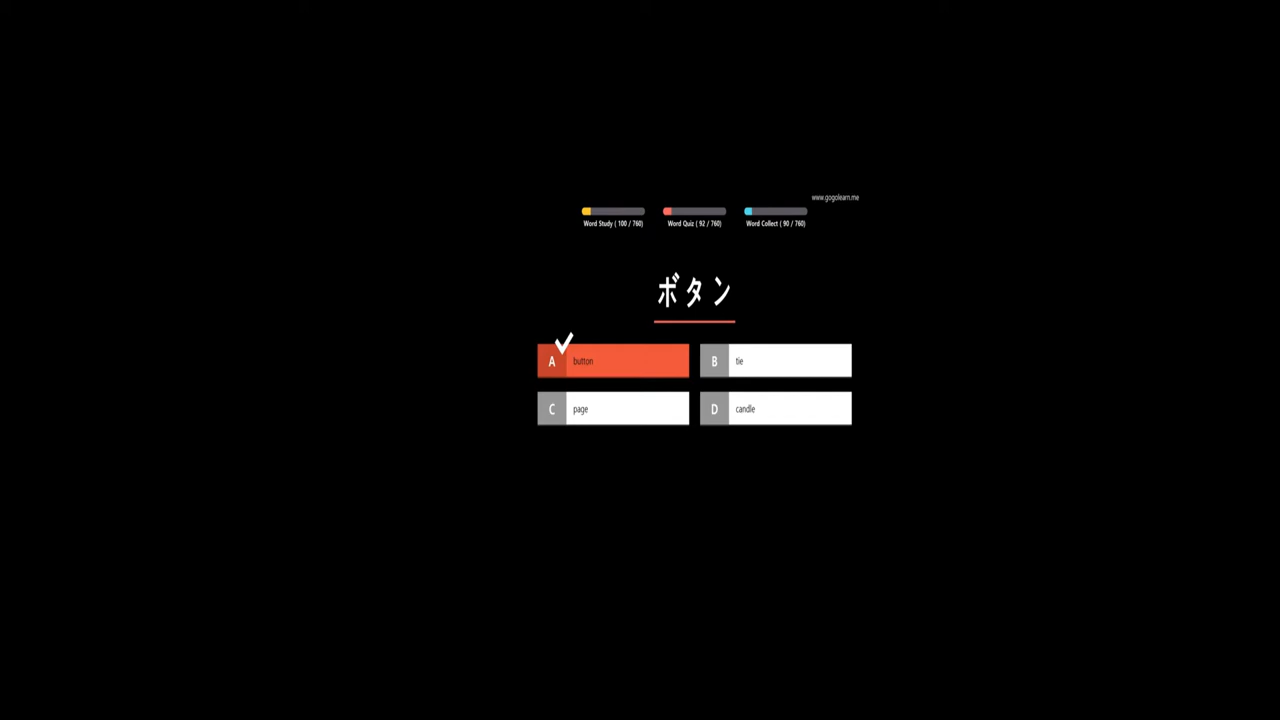 www.gogolearn.me
Word Study ( 100 / 760)
Word Quiz ( 92 / 760)
Word Collect ( 90 / 760)
ボタン
A button
B tie
C page
D candle